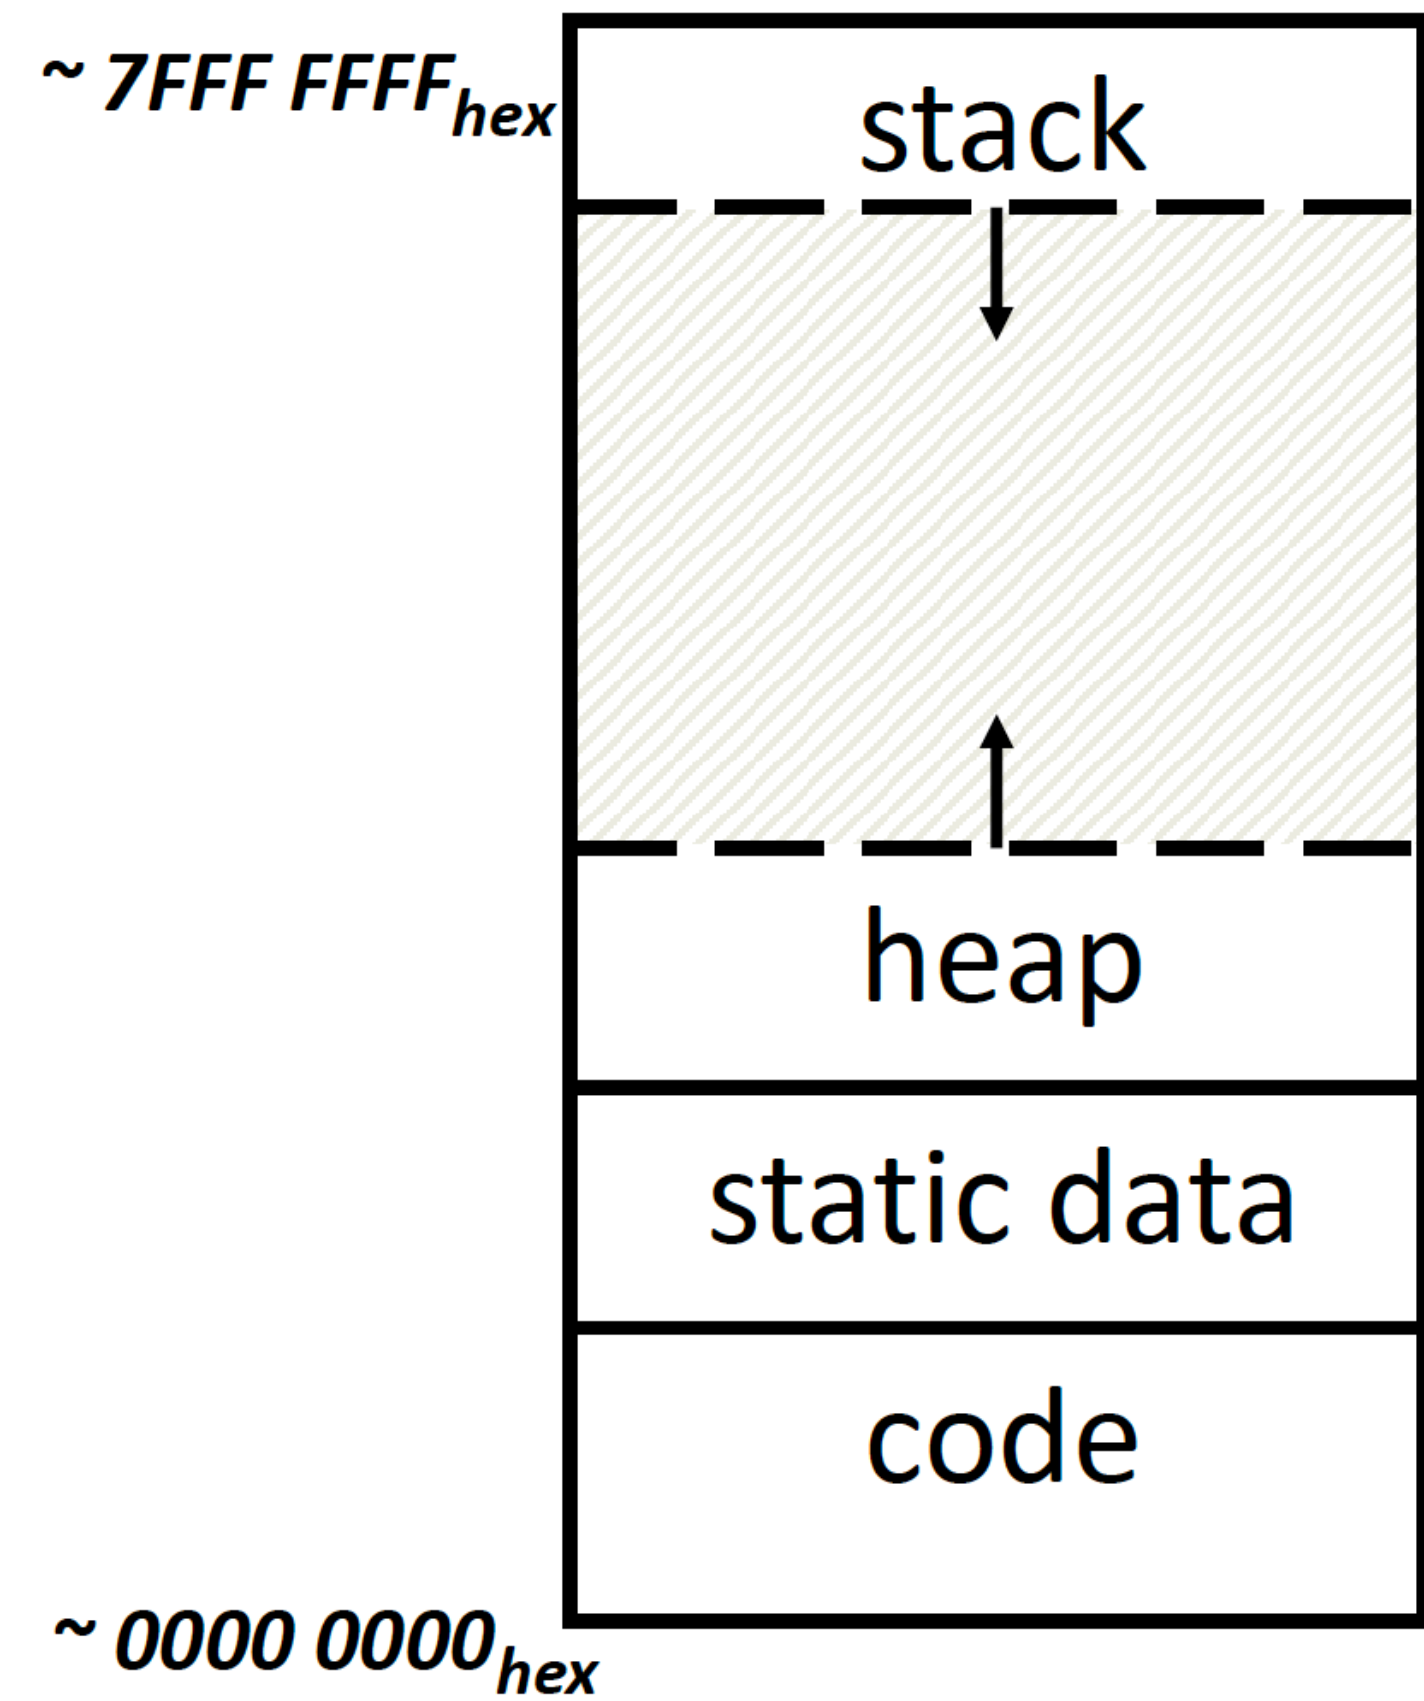 ~ 7FFF FFFFhex
stack
heap
static data
code
~ 0000 0000hex